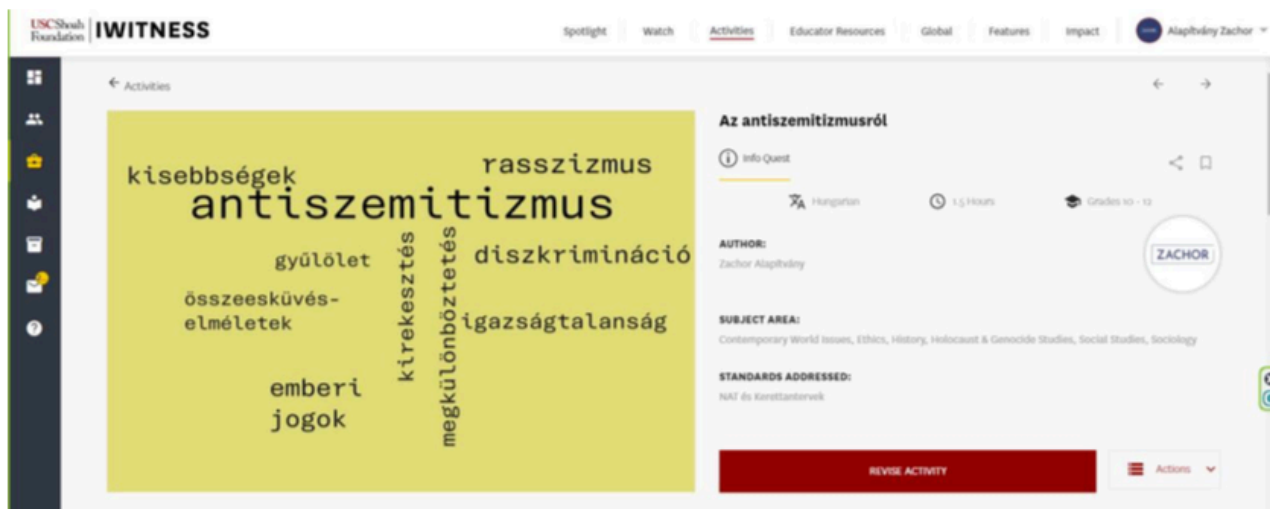 USC Shoah Foundation IWITNESS
Spotlight Watch Activities Educator Resources Global Features Impact Alapítvány Zachor
Activities
kisebbségek
rasszizmus
antiszemitizmus
gyűlölet
kirekesztés
megkülönböztetés
diszkrimináció
összeesküvés-
elméletek
igazságtalanság
emberi
jogok
Az antiszemitizmusról
Info Quest
Hungarian 1.5 Hours Grades 10 - 12
AUTHOR:
Zachor Alapítvány
ZACHOR
SUBJECT AREA:
Contemporary World Issues, Ethics, History, Holocaust & Genocide Studies, Social Studies, Sociology
STANDARDS ADDRESSED:
NAT és Kerettantervek
REVISE ACTIVITY
Actions